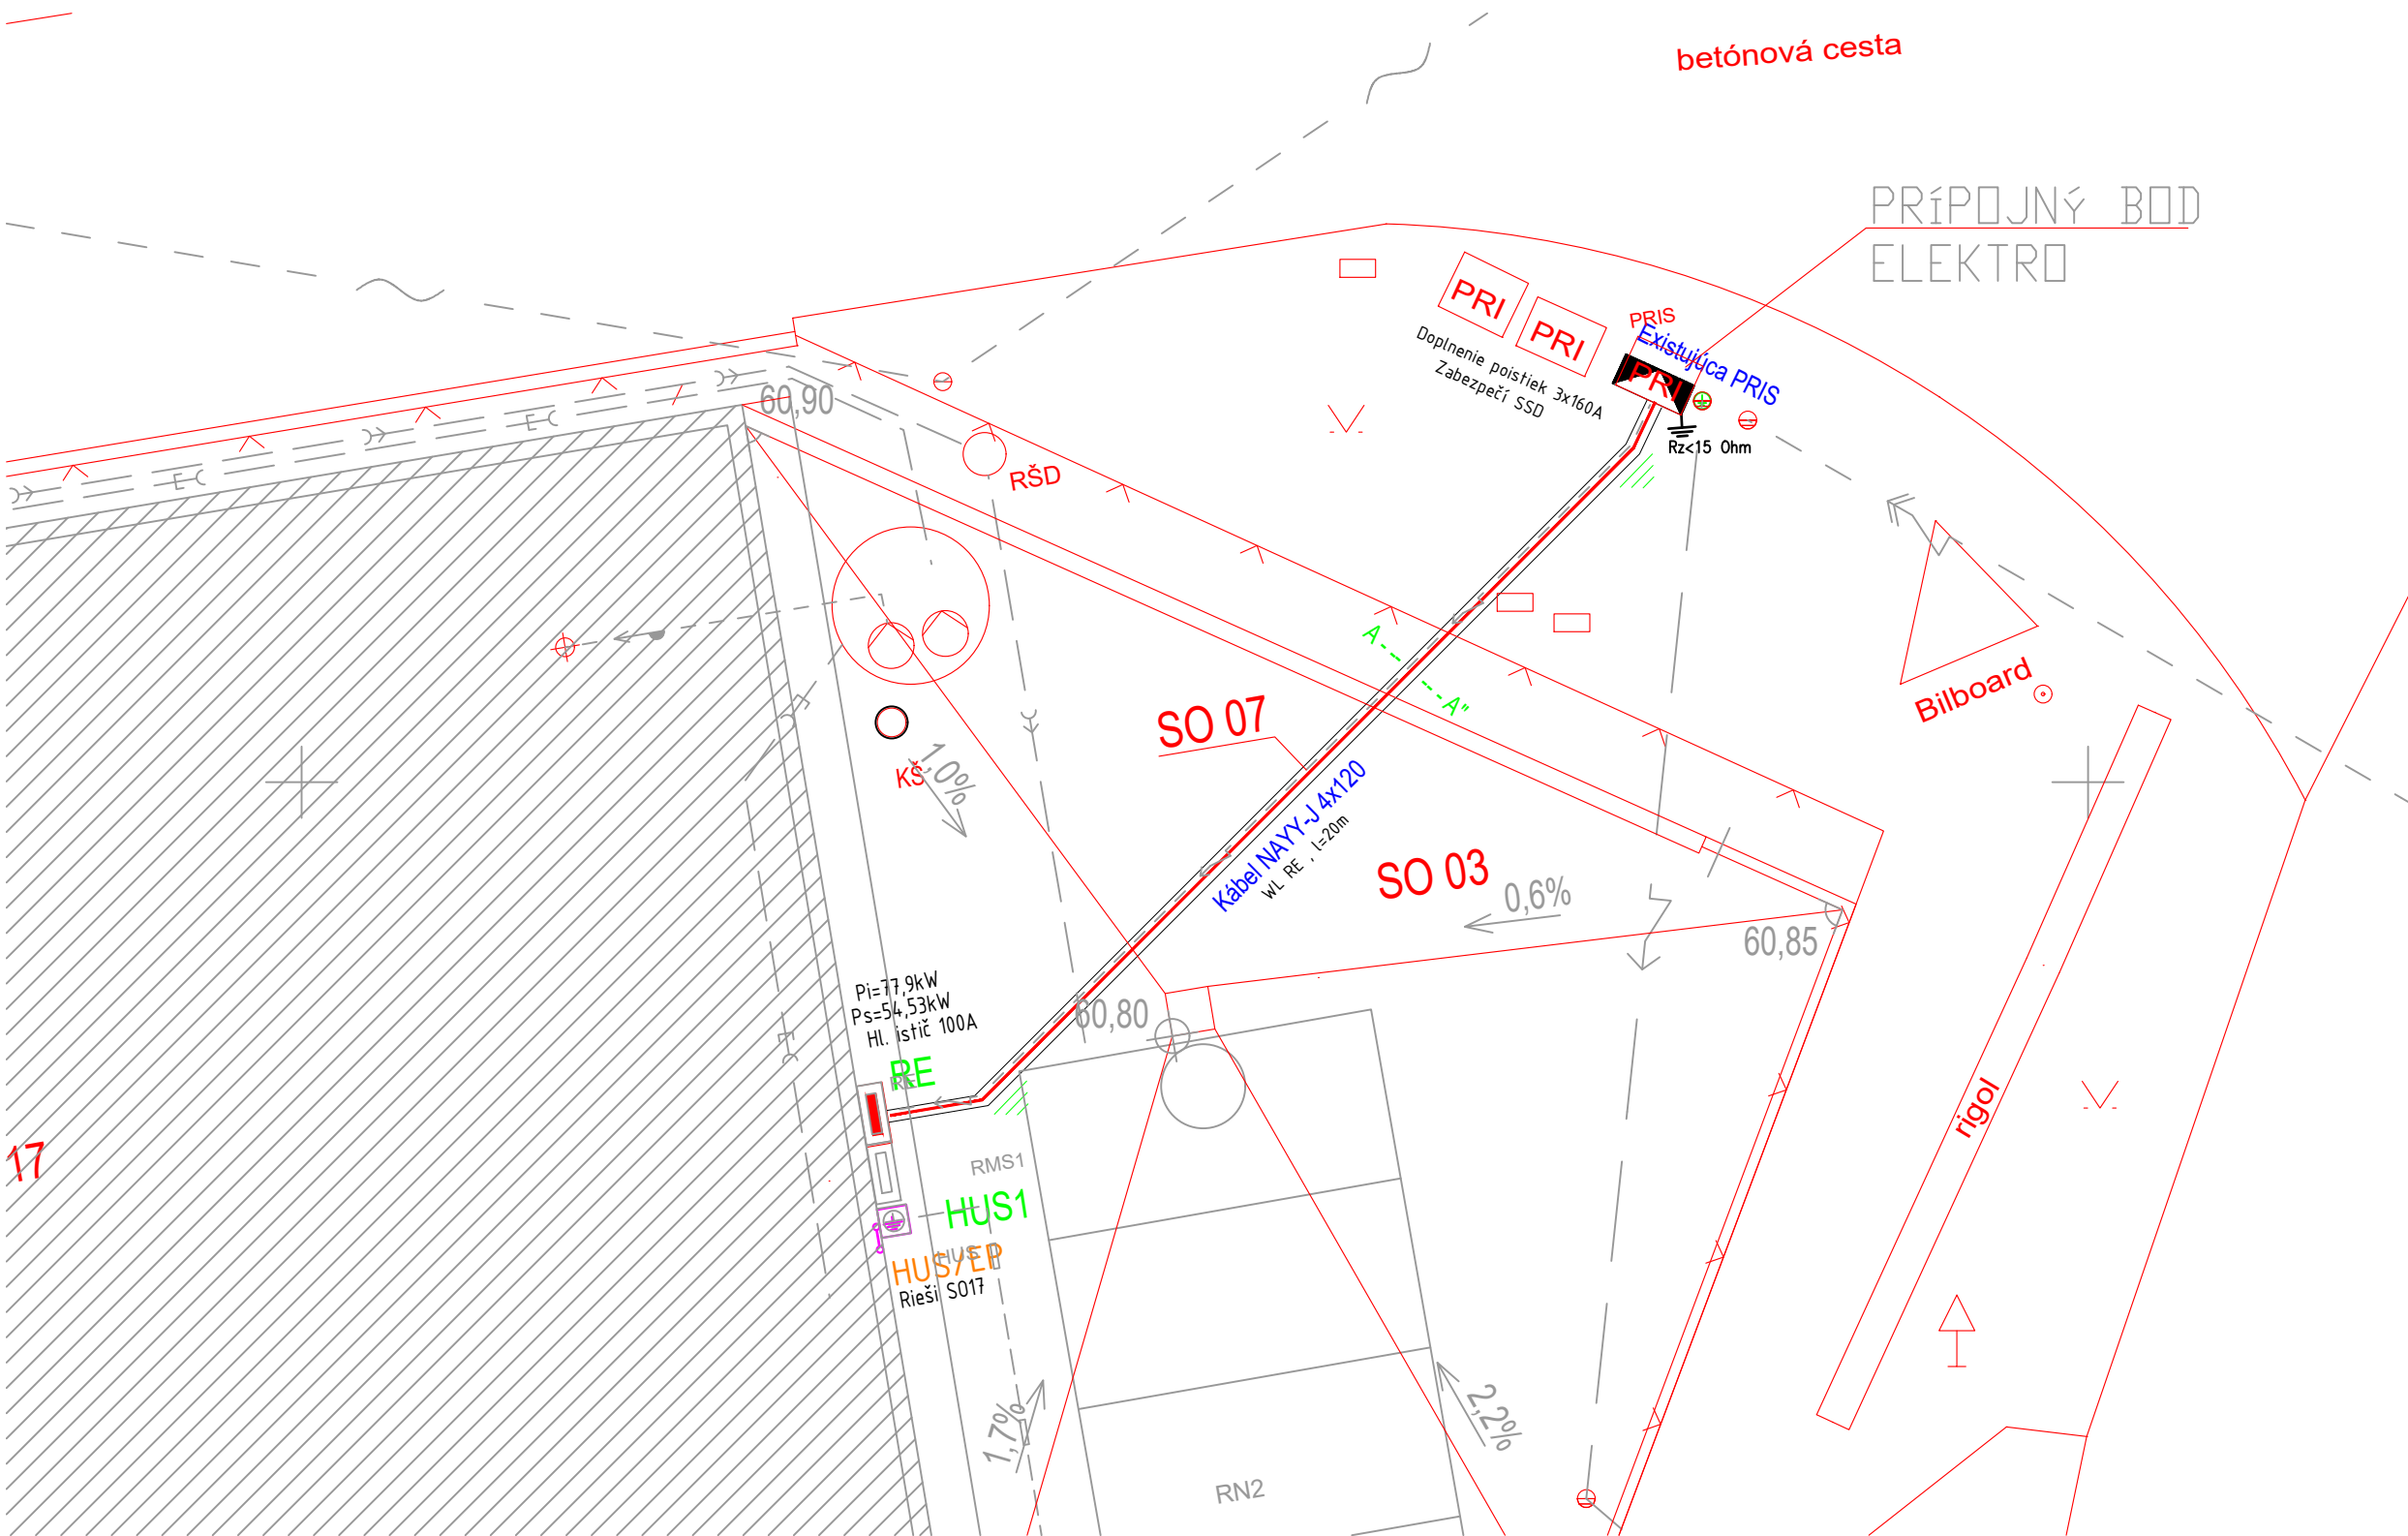 betónová cesta
PRÍPOJNÝ BOD
ELEKTRO
PRI
PRI
PRIS
Existujúca PRIS
PRI
Doplnenie poistiek 3x160A
Zabezpečí SSD
Rz<15 Ohm
60,90
RŠD
A
A"
Bilboard
SO 07
KŠ
1,0%
Kábel NAYY-J 4x120
WL RE , l=20m
SO 03
0,6%
60,85
Pi=77,9kW
Ps=54,53kW
Hl. istič 100A
60,80
RE
RE
rigol
17
RMS1
HUS1
HUS
HUS/EP
Rieši SO17
1,7%
2,2%
RN2